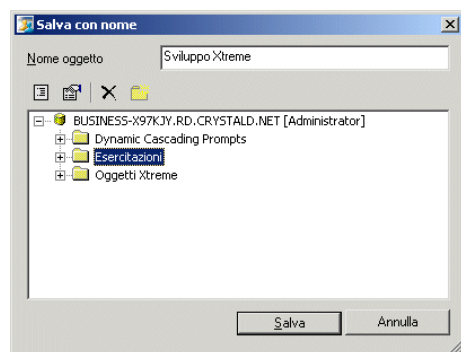 Salva con nome
Nome oggetto Sviluppo Xtreme
BUSINESS-X97KJY.RD.CRYSTALD.NET [Administrator]
Dynamic Cascading Prompts
Esercitazioni
Oggetti Xtreme
Salva Annulla